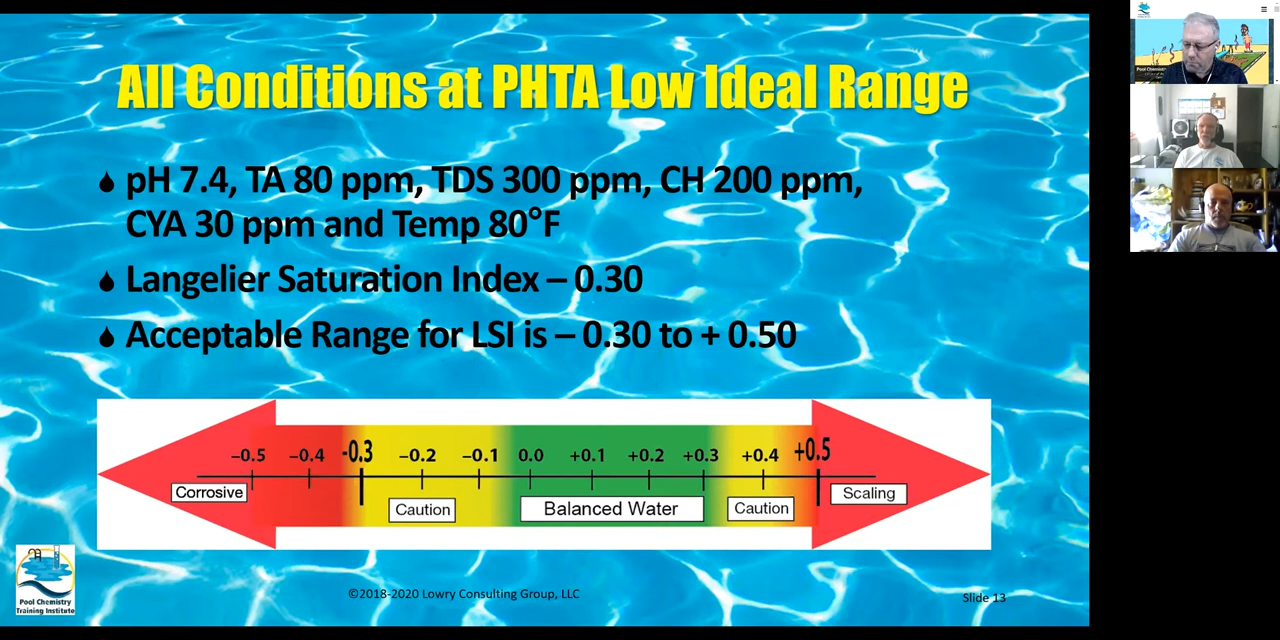 All Conditions at PHTA Low Ideal Range
pH 7.4, TA 80 ppm, TDS 300 ppm, CH 200 ppm,
CYA 30 ppm and Temp 80°F
Langelier Saturation Index – 0.30
Acceptable Range for LSI is – 0.30 to + 0.50
–0.5 –0.4 -0.3 –0.2 –0.1 0.0 +0.1 +0.2 +0.3 +0.4 +0.5
Corrosive Caution Balanced Water Caution Scaling
Pool Chemistry
Training Institute
©2018-2020 Lowry Consulting Group, LLC
Slide 13